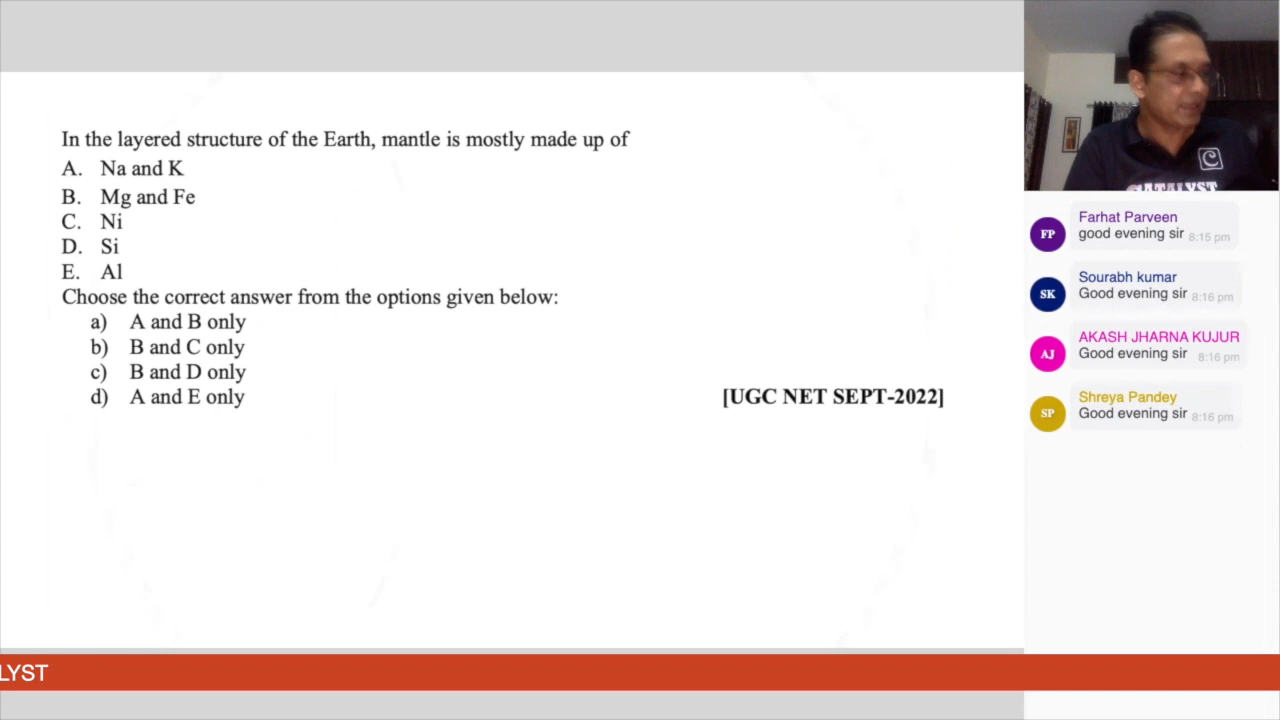 In the layered structure of the Earth, mantle is mostly made up of
A. Na and K
B. Mg and Fe
C. Ni
D. Si
E. Al
Choose the correct answer from the options given below:
a) A and B only
b) B and C only
c) B and D only
d) A and E only
[UGC NET SEPT-2022]
C
CATALYST
FP
Farhat Parveen
good evening sir 8:15 pm
SK
Sourabh kumar
Good evening sir 8:16 pm
AJ
AKASH JHARNA KUJUR
Good evening sir 8:16 pm
SP
Shreya Pandey
Good evening sir 8:16 pm
LYST